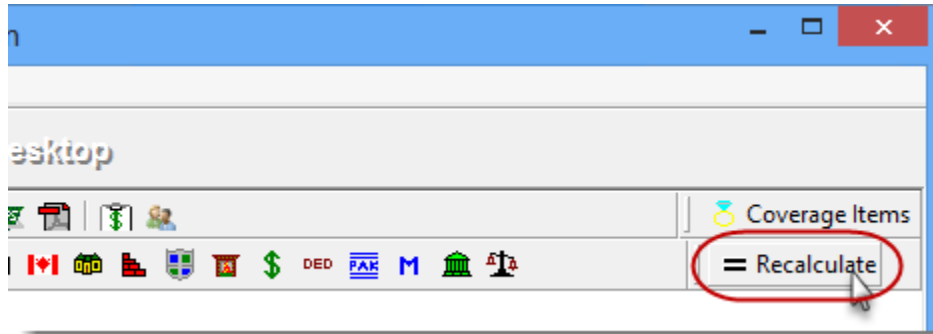 n
esktop
Coverage Items
DED PAK M = Recalculate